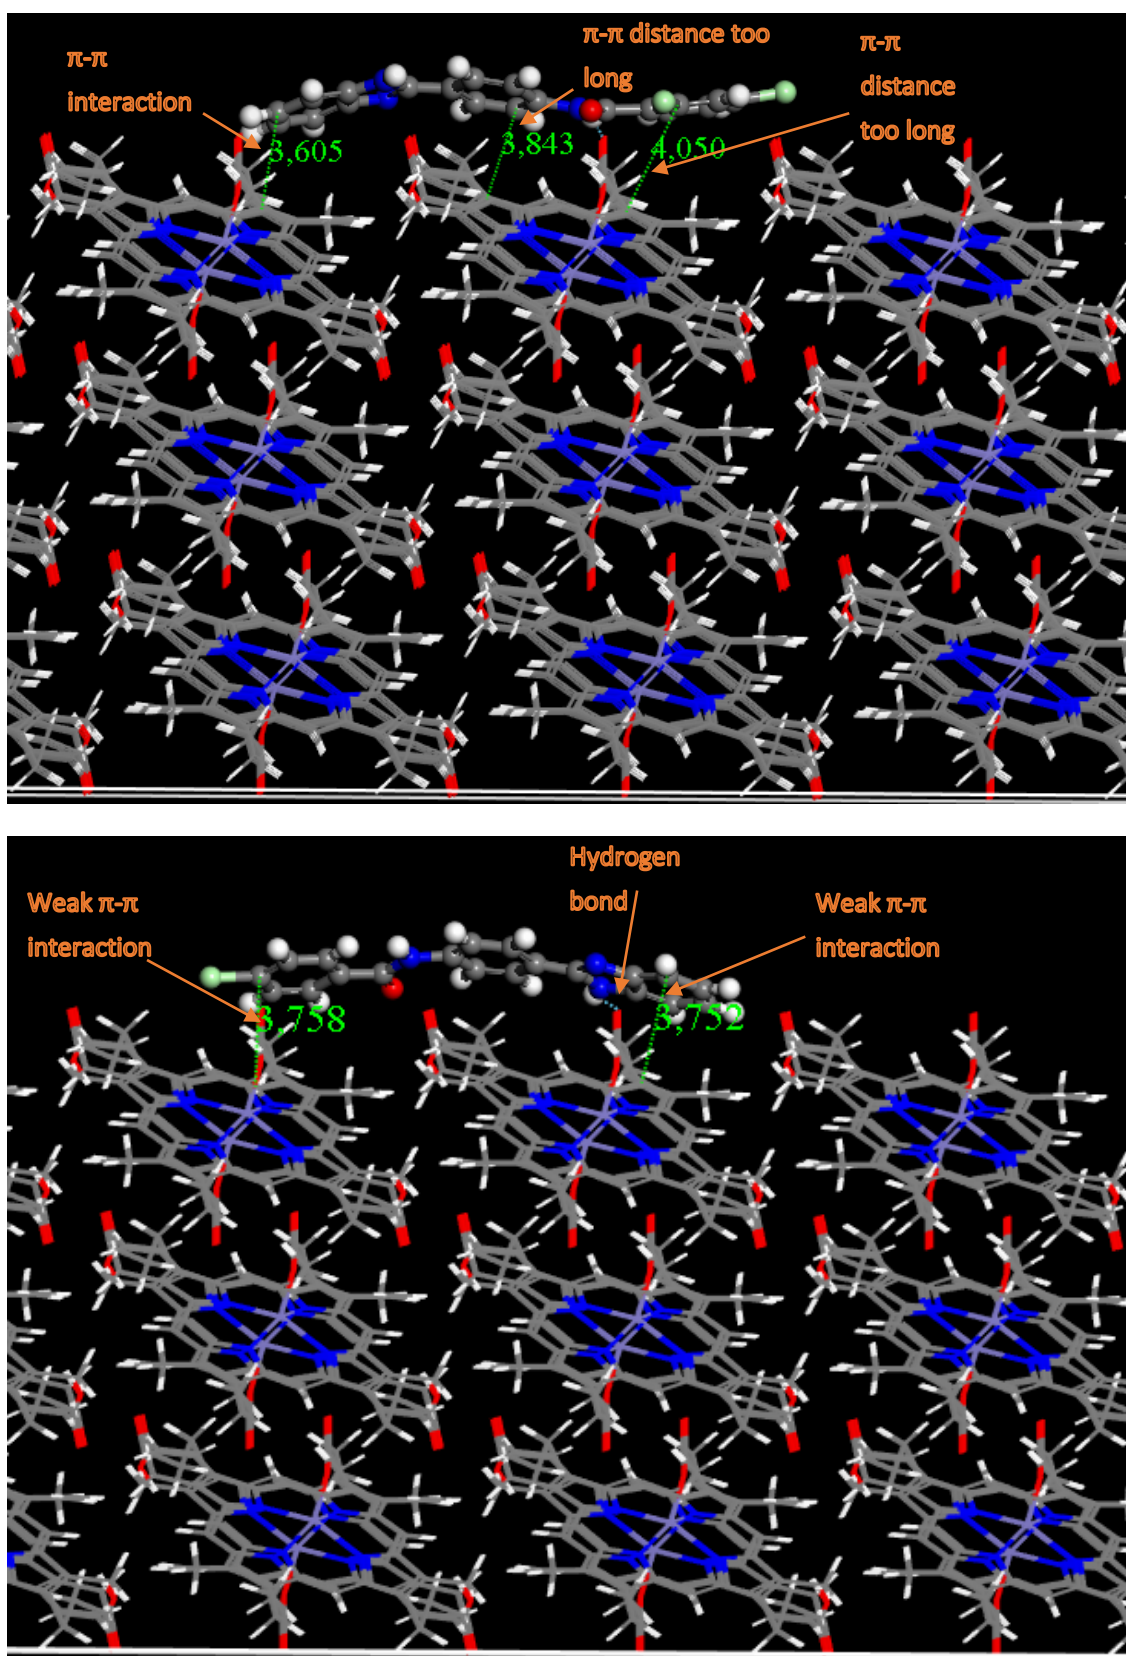 π-π
interaction
π-π distance too
long
π-π
distance
too long
3,605
3,843
4,050
Weak π-π
interaction
Hydrogen
bond
Weak π-π
interaction
3,758
3,752